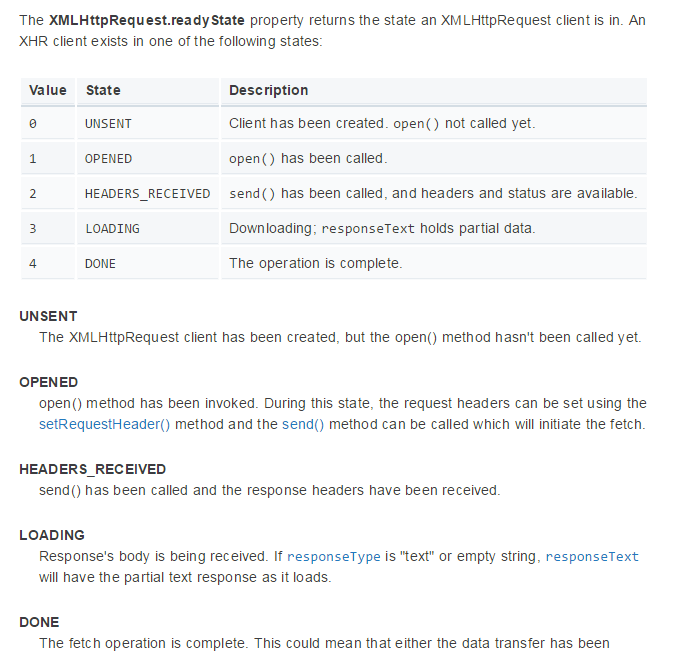 The XMLHttpRequest.readyState property returns the state an XMLHttpRequest client is in. An
XHR client exists in one of the following states:
Value State Description
0 UNSENT Client has been created. open() not called yet.
1 OPENED open() has been called.
2 HEADERS_RECEIVED send() has been called, and headers and status are available.
3 LOADING Downloading; responseText holds partial data.
4 DONE The operation is complete.
UNSENT
The XMLHttpRequest client has been created, but the open() method hasn't been called yet.
OPENED
open() method has been invoked. During this state, the request headers can be set using the
setRequestHeader() method and the send() method can be called which will initiate the fetch.
HEADERS_RECEIVED
send() has been called and the response headers have been received.
LOADING
Response's body is being received. If responseType is "text" or empty string, responseText
will have the partial text response as it loads.
DONE
The fetch operation is complete. This could mean that either the data transfer has been